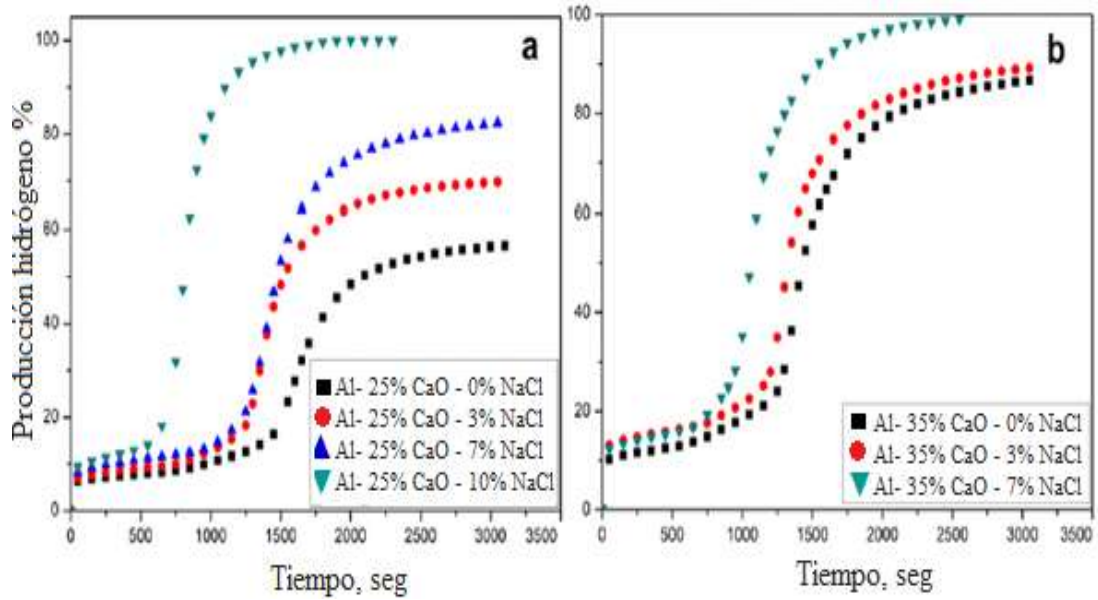 a
Producción hidrógeno %
100
80
60
40
20
0
Al- 25% CaO - 0% NaCl
Al- 25% CaO - 3% NaCl
Al- 25% CaO - 7% NaCl
Al- 25% CaO - 10% NaCl
0 500 1000 1500 2000 2500 3000 3500
Tiempo, seg
b
100
80
60
40
20
0
Al- 35% CaO - 0% NaCl
Al- 35% CaO - 3% NaCl
Al- 35% CaO - 7% NaCl
0 500 1000 1500 2000 2500 3000 3500
Tiempo, seg